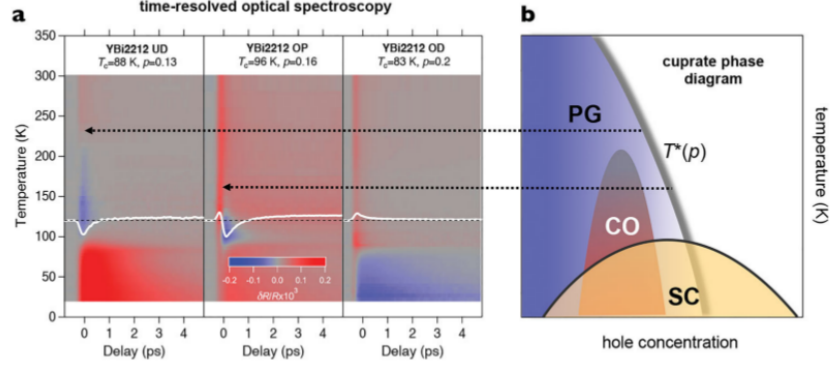 a
time-resolved optical spectroscopy
b
YBi2212 UD
Tc=88 K, p=0.13
YBi2212 OP
Tc=96 K, p=0.16
YBi2212 OD
Tc=83 K, p=0.2
Temperature (K)
350
300
250
200
150
100
50
0
-0.2 -0.1 0.0 0.1 0.2
δR/Rx10³
0 1 2 3 4
0 1 2 3 4
0 1 2 3 4
Delay (ps)
Delay (ps)
Delay (ps)
cuprate phase
diagram
PG
T*(p)
CO
SC
temperature (K)
hole concentration